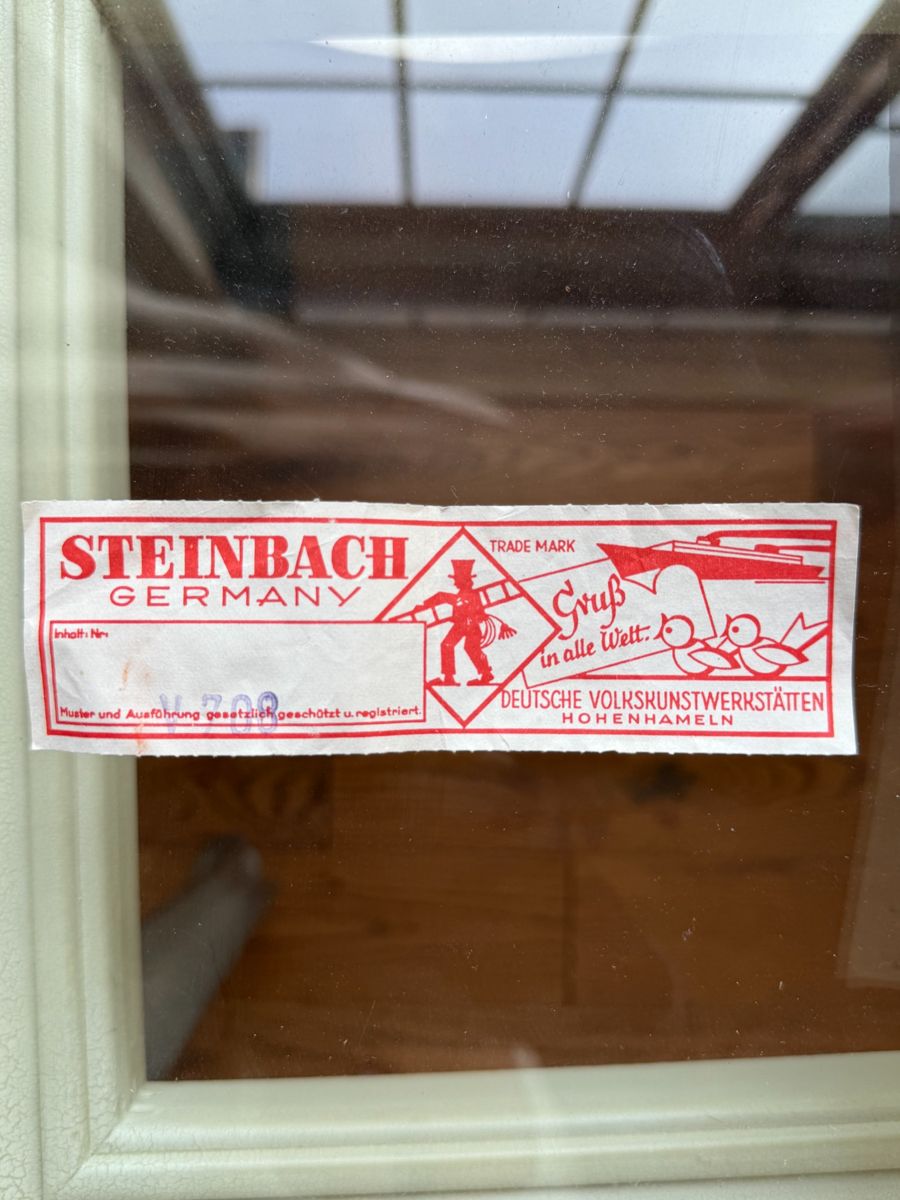 STEINBACH
GERMANY
Inhalt: Nr:
V 708
Muster und Ausführung gesetzlich geschützt u. registriert.
TRADE MARK
Gruß
in alle Welt.
DEUTSCHE VOLKSKUNSTWERKSTÄTTEN
HOHENHAMELN